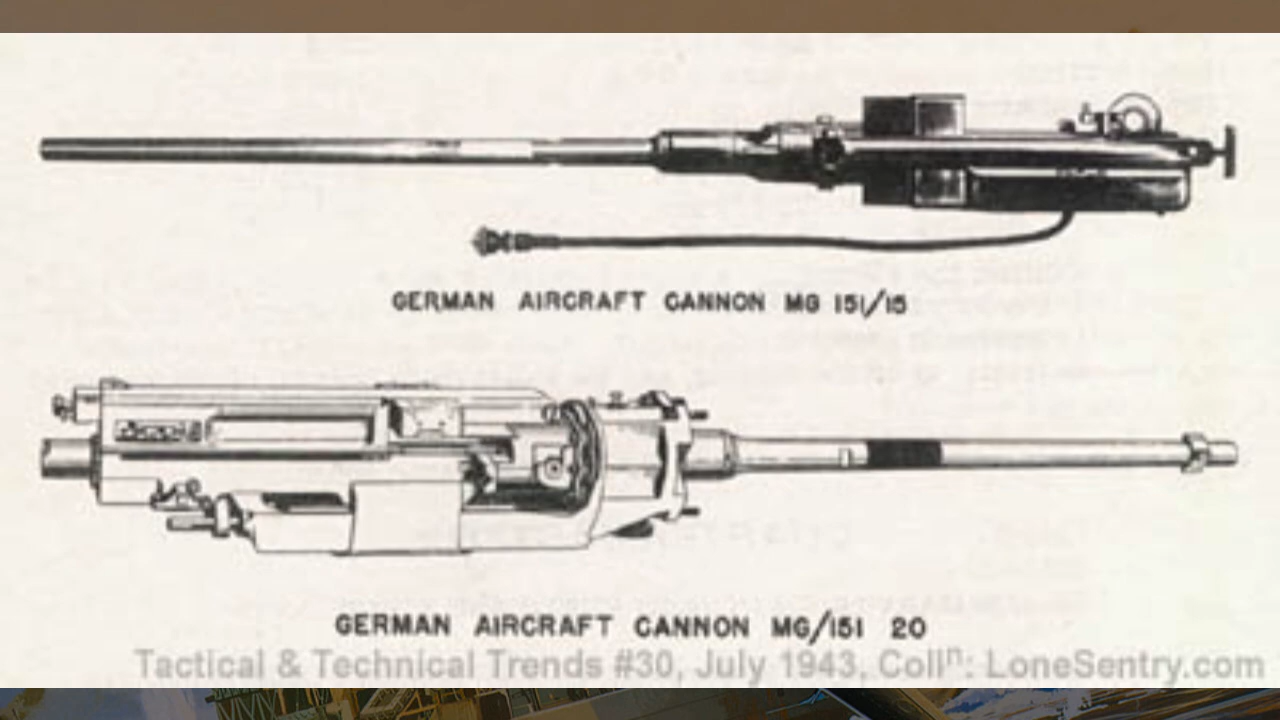 GERMAN AIRCRAFT CANNON MG 151/15
GERMAN AIRCRAFT CANNON MG/151 20
Tactical & Technical Trends #30, July 1943, Collⁿ: LoneSentry.com